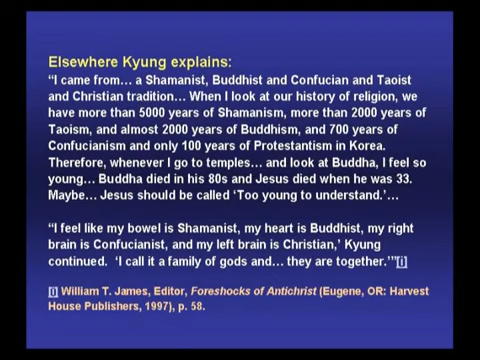 Elsewhere Kyung explains:
“I came from… a Shamanist, Buddhist and Confucian and Taoist
and Christian tradition… When I look at our history of religion, we
have more than 5000 years of Shamanism, more than 2000 years of
Taoism, and almost 2000 years of Buddhism, and 700 years of
Confucianism and only 100 years of Protestantism in Korea.
Therefore, whenever I go to temples… and look at Buddha, I feel so
young… Buddha died in his 80s and Jesus died when he was 33.
Maybe… Jesus should be called ‘Too young to understand.’…
“I feel like my bowel is Shamanist, my heart is Buddhist, my right
brain is Confucianist, and my left brain is Christian,’ Kyung
continued.  ‘I call it a family of gods and… they are together.’”[i]
[i] William T. James, Editor, Foreshocks of Antichrist (Eugene, OR: Harvest
House Publishers, 1997}, p. 58.